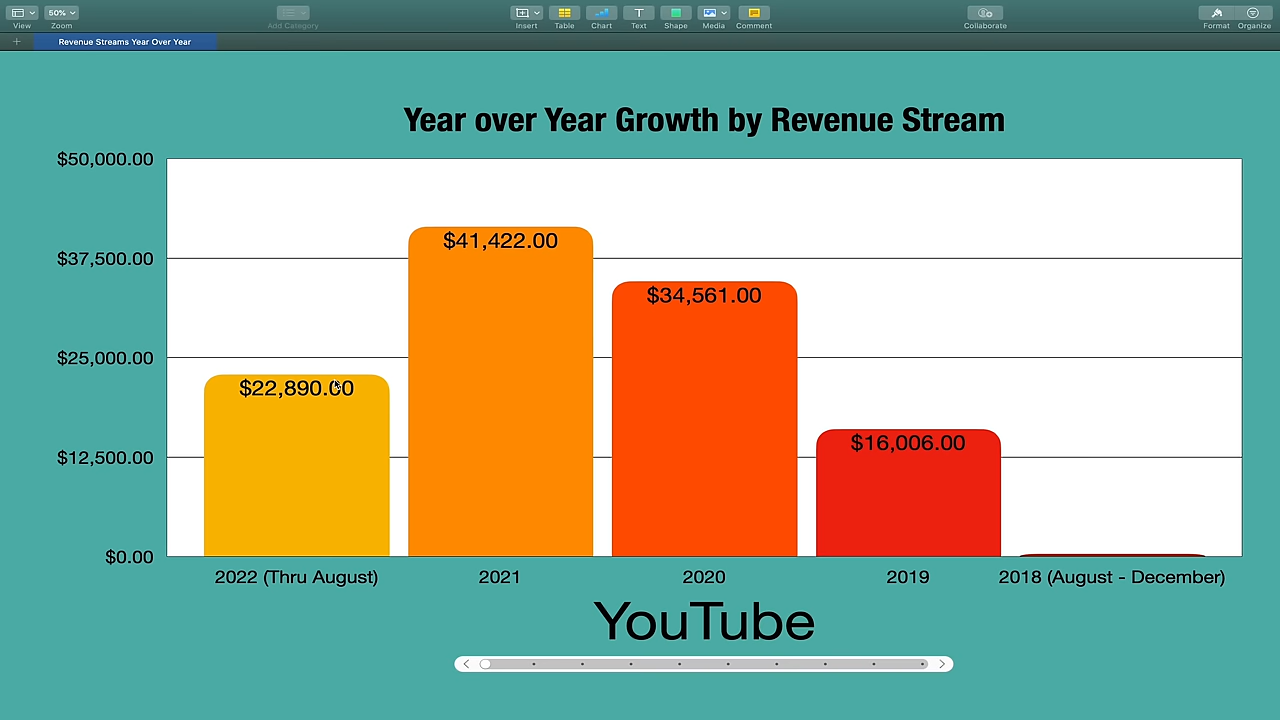 View
50%
Zoom
Add Category
Insert
Table
Chart
Text
Shape
Media
Comment
Collaborate
Format
Organize
Revenue Streams Year Over Year
Year over Year Growth by Revenue Stream
$50,000.00
$37,500.00
$25,000.00
$12,500.00
$0.00
$22,890.00
$41,422.00
$34,561.00
$16,006.00
2022 (Thru August)
2021
2020
2019
2018 (August - December)
YouTube